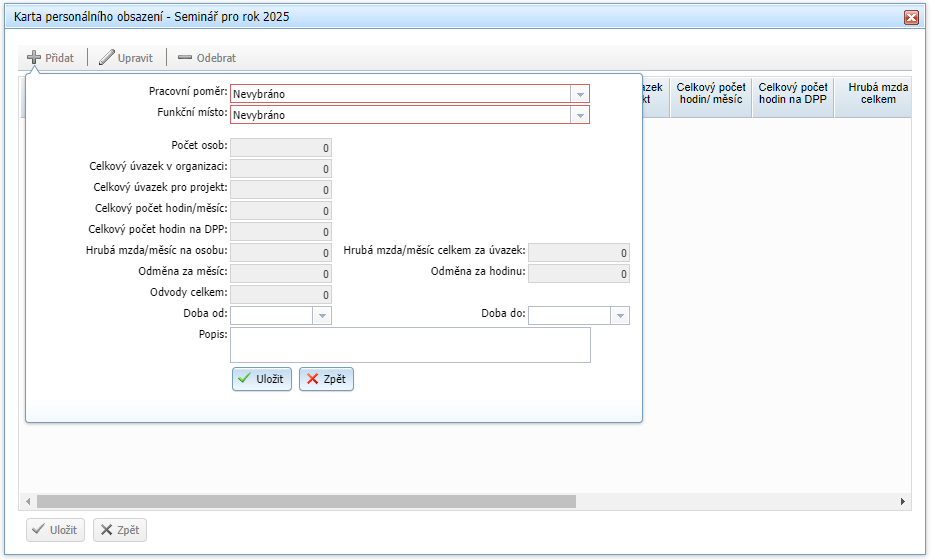 Karta personálního obsazení - Seminář pro rok 2025
Přidat Upravit Odebrat
Celkový počet hodin/ měsíc
Celkový počet hodin na DPP
Hrubá mzda celkem
Pracovní poměr: Nevybráno
Funkční místo: Nevybráno
Počet osob: 0
Celkový úvazek v organizaci: 0
Celkový úvazek pro projekt: 0
Celkový počet hodin/měsíc: 0
Celkový počet hodin na DPP: 0
Hrubá mzda/měsíc na osobu: 0 Hrubá mzda/měsíc celkem za úvazek: 0
Odměna za měsíc: 0 Odměna za hodinu: 0
Odvody celkem: 0
Doba od: Doba do:
Popis:
Uložit Zpět
Uložit Zpět